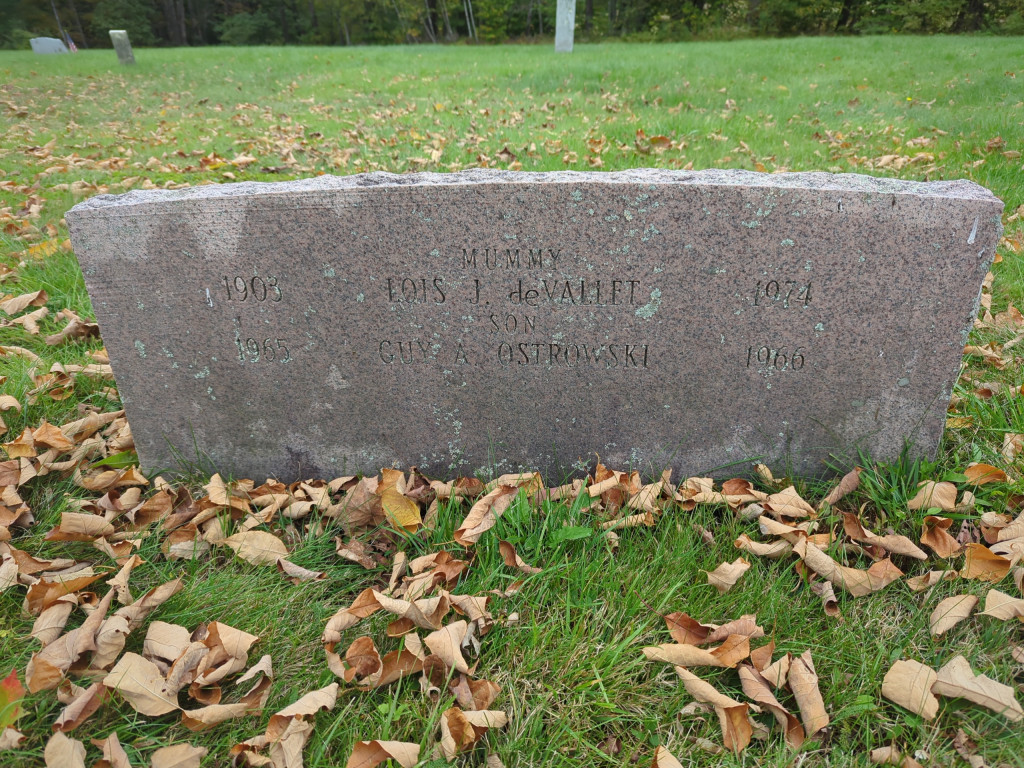 MUMMY
1903 LOIS J. deVALLET 1974
SON
1965 GUY A. OSTROWSKI 1966